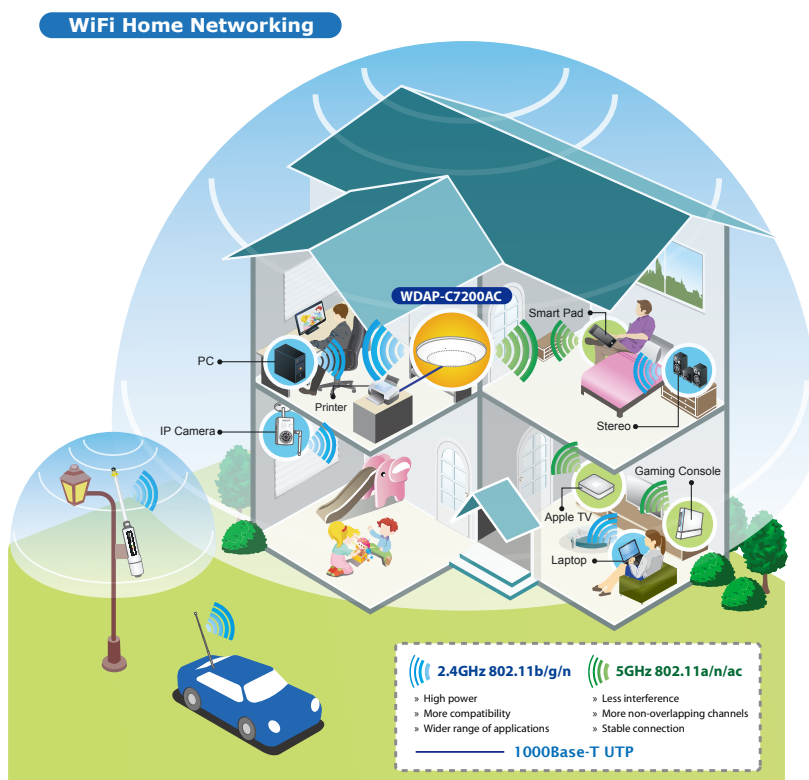 WiFi Home Networking
WDAP-C7200AC
Smart Pad
PC
Printer
Stereo
IP Camera
Gaming Console
Apple TV
Laptop
2.4GHz 802.11b/g/n
» High power
» More compatibility
» Wider range of applications
5GHz 802.11a/n/ac
» Less interference
» More non-overlapping channels
» Stable connection
1000Base-T UTP